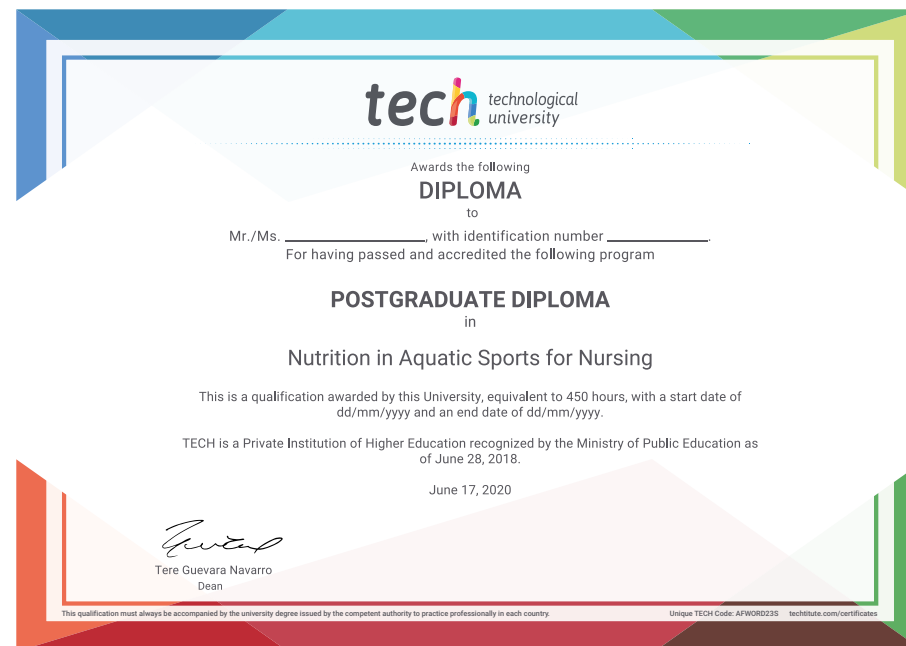 tech technological
university
Awards the following
DIPLOMA
to
Mr./Ms. ____________________, with identification number ______________.
For having passed and accredited the following program
POSTGRADUATE DIPLOMA
in
Nutrition in Aquatic Sports for Nursing
This is a qualification awarded by this University, equivalent to 450 hours, with a start date of
dd/mm/yyyy and an end date of dd/mm/yyyy.
TECH is a Private Institution of Higher Education recognized by the Ministry of Public Education as
of June 28, 2018.
June 17, 2020
Tere Guevara Navarro
Dean
This qualification must always be accompanied by the university degree issued by the competent authority to practice professionally in each country. Unique TECH Code: AFWORD23S techtitute.com/certificates